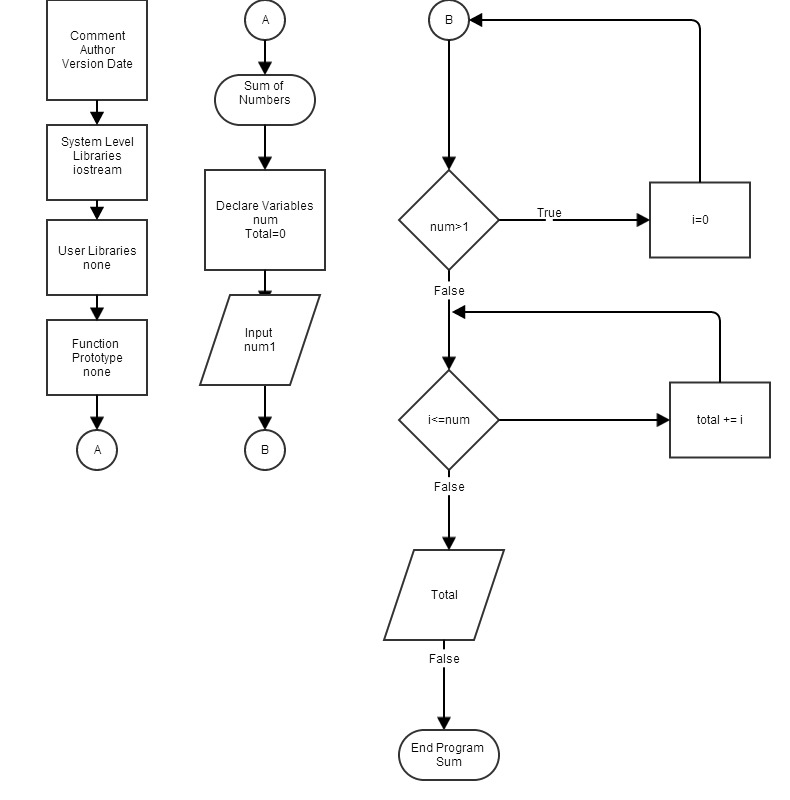 Comment
Author
Version Date
System Level
Libraries
iostream
User Libraries
none
Function
Prototype
none
A
A
Sum of
Numbers
Declare Variables
num
Total=0
Input
num1
B
B
num>1
True
i=0
False
i<=num
total += i
False
Total
False
End Program
Sum